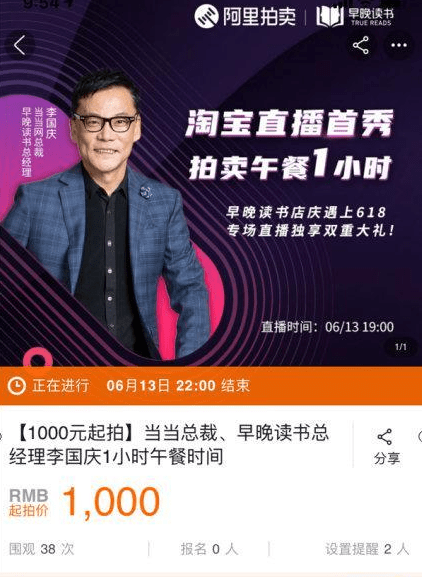 9:54
阿里拍卖 早晚读书
TRUE READS
李国庆
当当网总裁
早晚读书总经理
淘宝直播首秀
拍卖午餐1小时
早晚读书店庆遇上618
专场直播独享双重大礼！
直播时间：06/13 19:00
1/1
正在进行 06月13日 22:00 结束
【1000元起拍】当当总裁、早晚读书总
经理李国庆1小时午餐时间
分享
RMB
起拍价
1,000
围观 38 次 报名 0 人 设置提醒 2 人